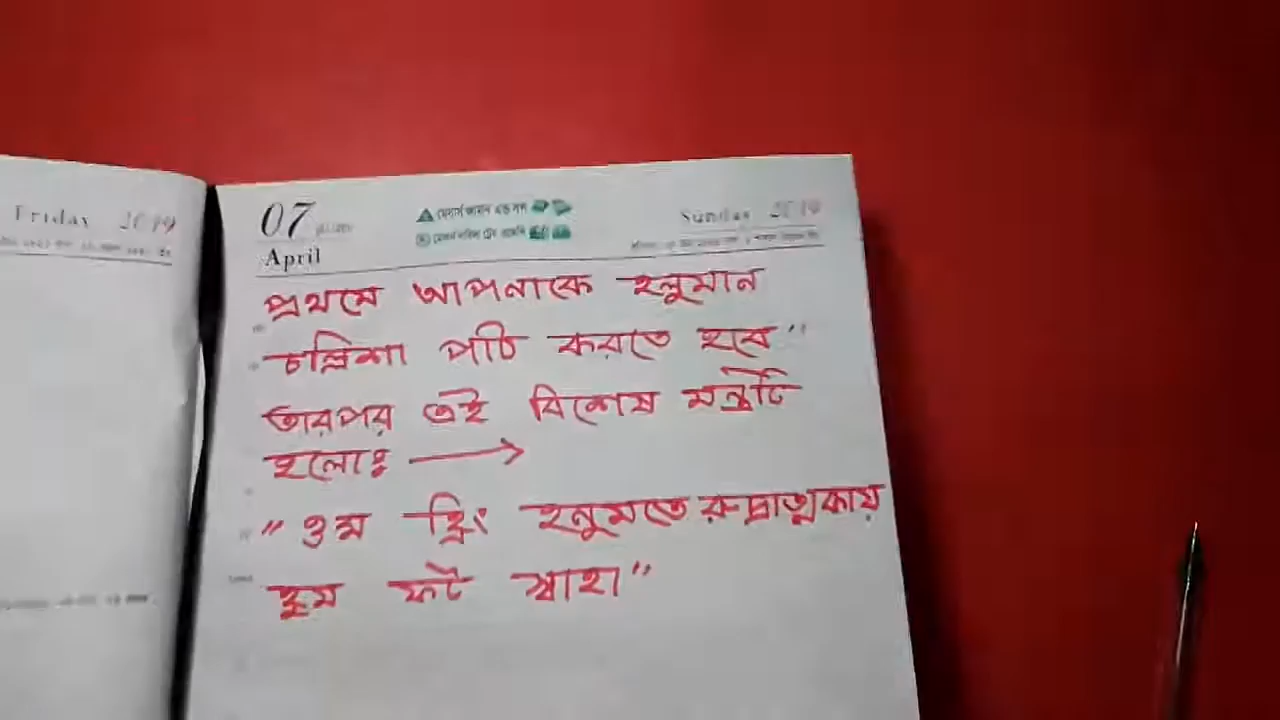 Friday 2019
07
April
Sunday 2019
প্রথমে আপনাকে হনুমান
চল্লিশা পাঠ করতে হবে"
তারপর এই বিশেষ মন্ত্রটি
হলোঃ →
"ওম হ্রিং হনুমতে রুদ্রাত্মকায়
হুম ফট স্বাহা"